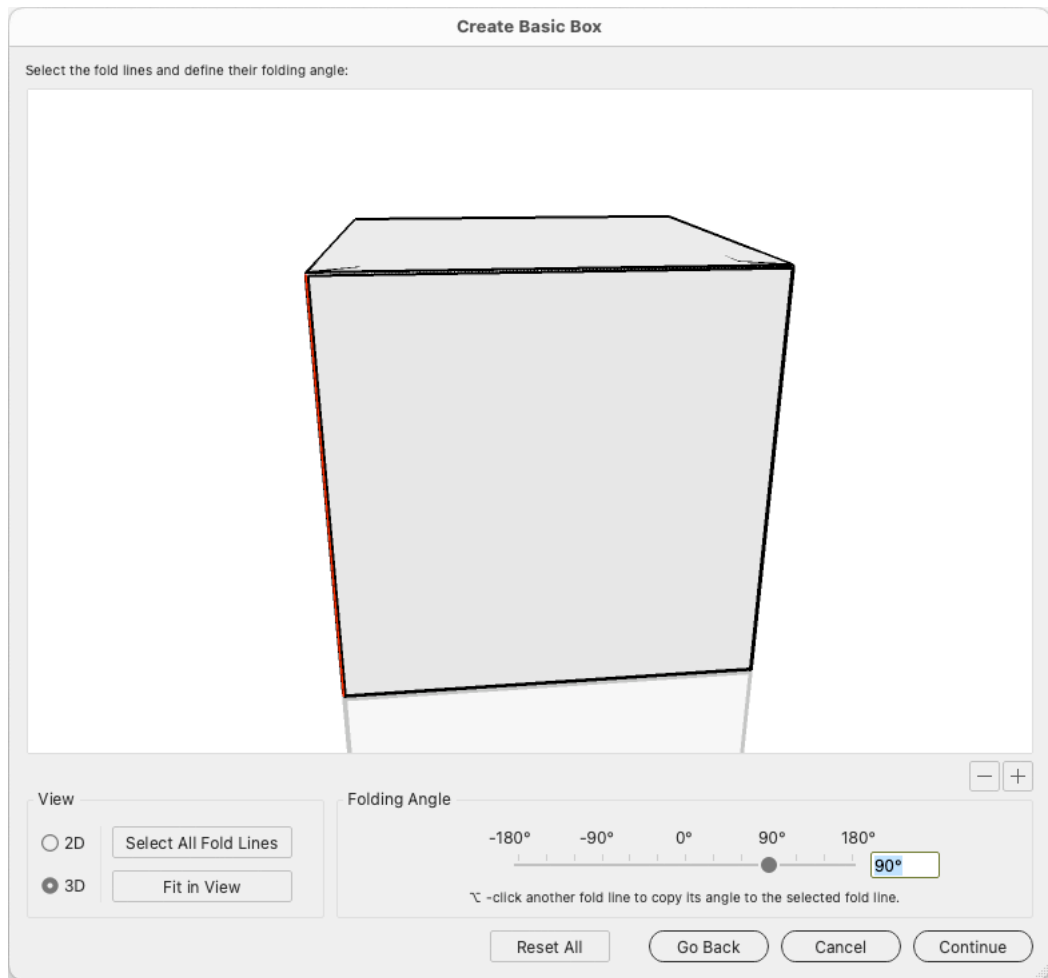 Create Basic Box
Select the fold lines and define their folding angle:
View
Folding Angle
2D
Select All Fold Lines
3D
Fit in View
-180° -90° 0° 90° 180°
90°
⌥ -click another fold line to copy its angle to the selected fold line.
Reset All
Go Back
Cancel
Continue